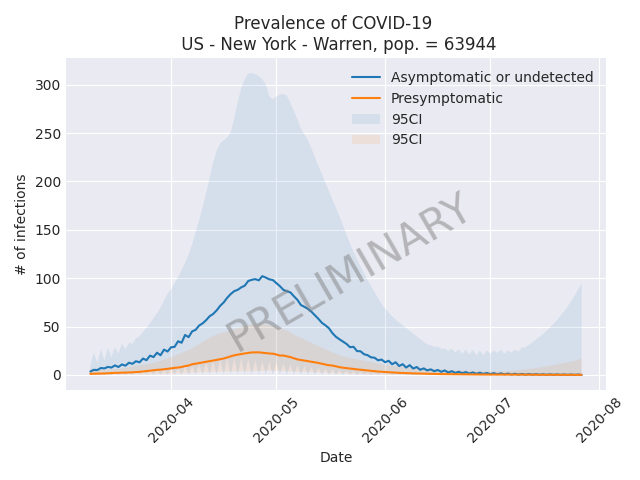 Prevalence of COVID-19
US - New York - Warren, pop. = 63944
Asymptomatic or undetected
Presymptomatic
95CI
95CI
300
250
200
150
100
50
0
# of infections
PRELIMINARY
2020-04
2020-05
2020-06
2020-07
2020-08
Date